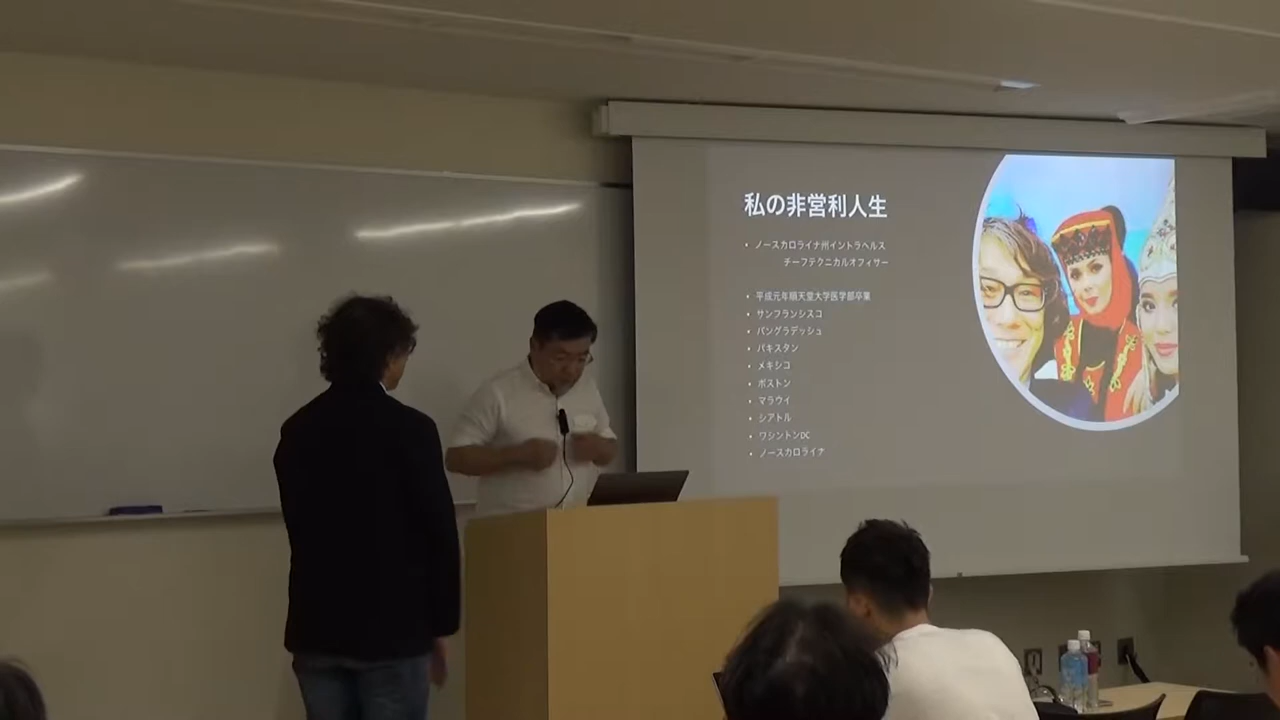 私の非営利人生
• ノースカロライナ州イントラヘルス
チーフテクニカルオフィサー
• 平成元年順天堂大学医学部卒業
• サンフランシスコ
• バングラデッシュ
• パキスタン
• メキシコ
• ボストン
• マラウイ
• シアトル
• ワシントンDC
• ノースカロライナ